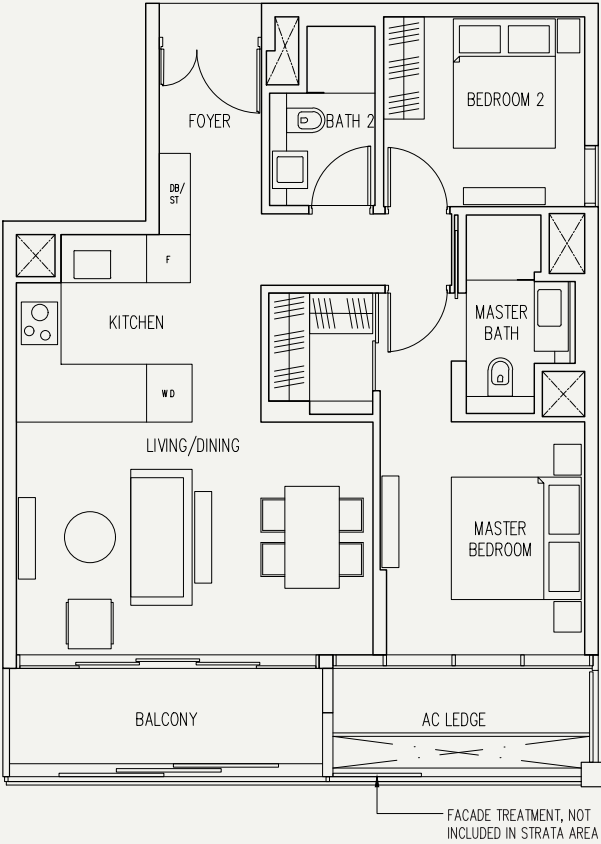 BEDROOM 2
FOYER
BATH 2
DB/
ST
F
KITCHEN
MASTER
BATH
WD
LIVING/DINING
MASTER
BEDROOM
BALCONY
AC LEDGE
FACADE TREATMENT, NOT
INCLUDED IN STRATA AREA